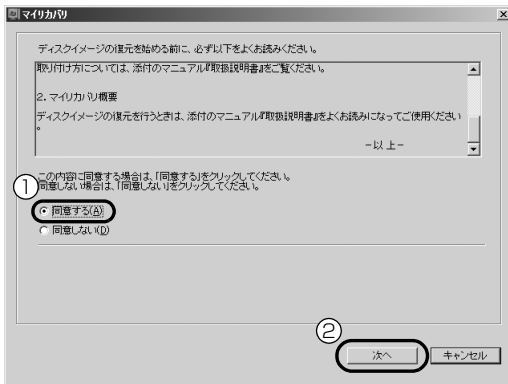 マイリカバリ
ディスクイメージの復元を始める前に、必ず以下をよくお読みください。
取り付け方については、添付のマニュアル『取扱説明書』をご覧ください。
2. マイリカバリ概要
ディスクイメージの復元を行うときは、添付のマニュアル『取扱説明書』をよくお読みになってご使用ください
。
-以上-
この内容に同意する場合は、「同意する」をクリックしてください。
同意しない場合は、「同意しない」をクリックしてください。
①
同意する(A)
同意しない(D)
②
次へ
キャンセル